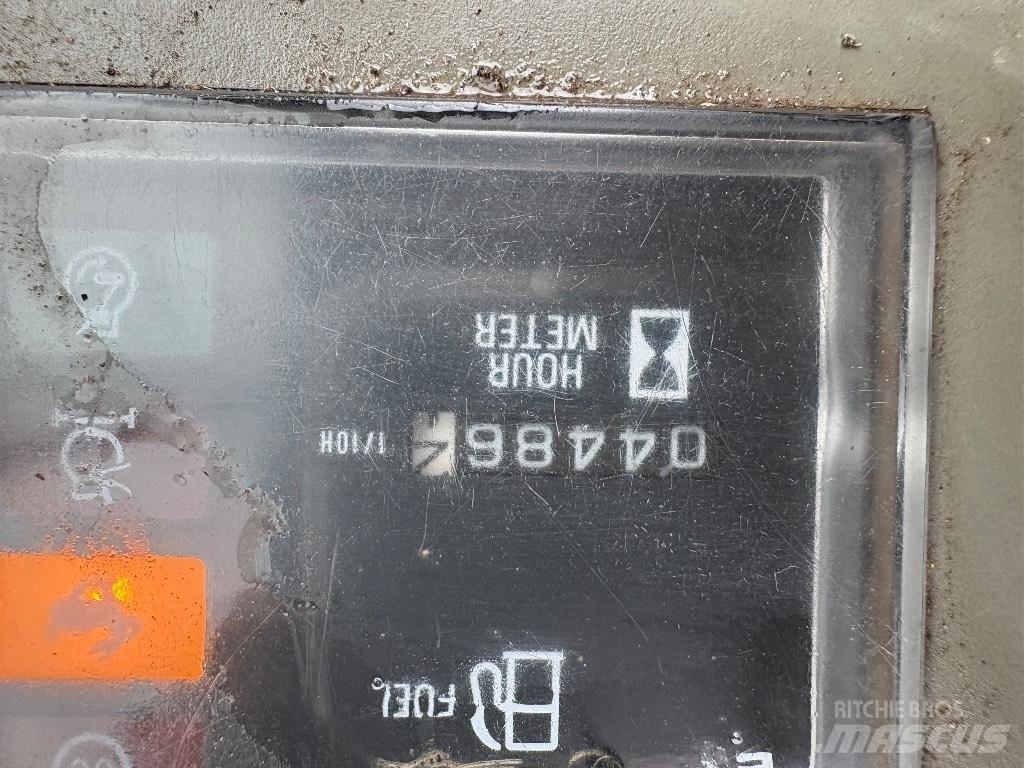 HOUR
METER
04486
1/10H
FUEL
RITCHIE BROS.
MASCUS